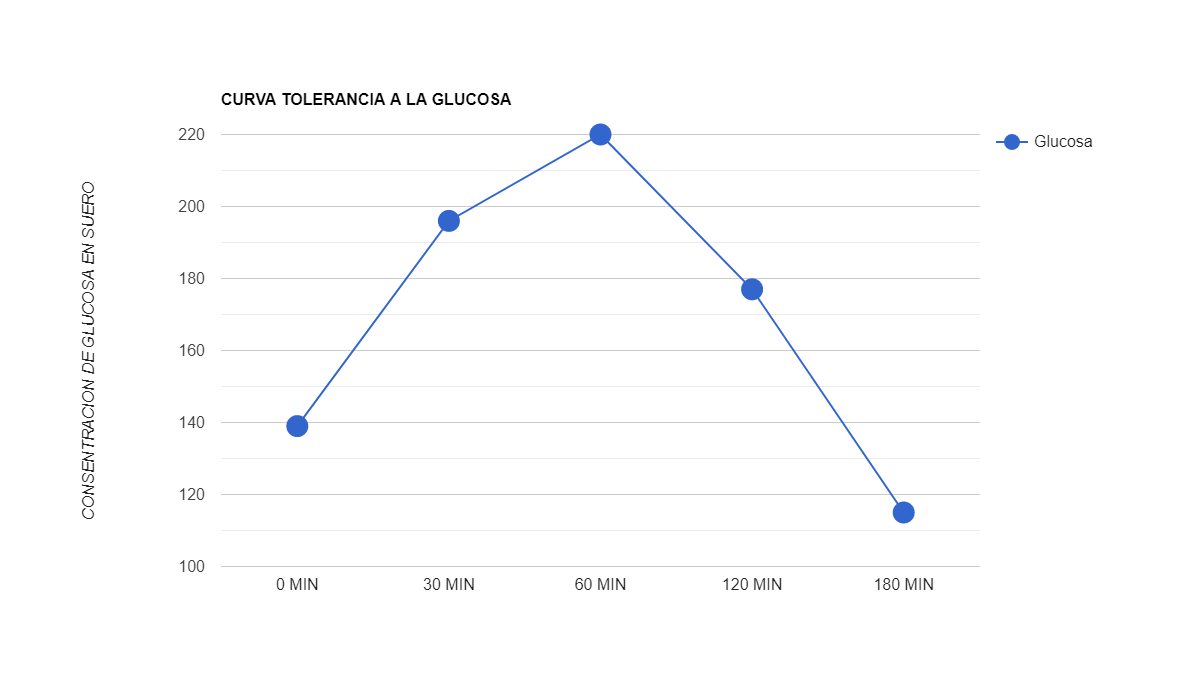 CURVA TOLERANCIA A LA GLUCOSA
CONSENTRACION DE GLUCOSA EN SUERO
220
200
180
160
140
120
100
0 MIN
30 MIN
60 MIN
120 MIN
180 MIN
Glucosa